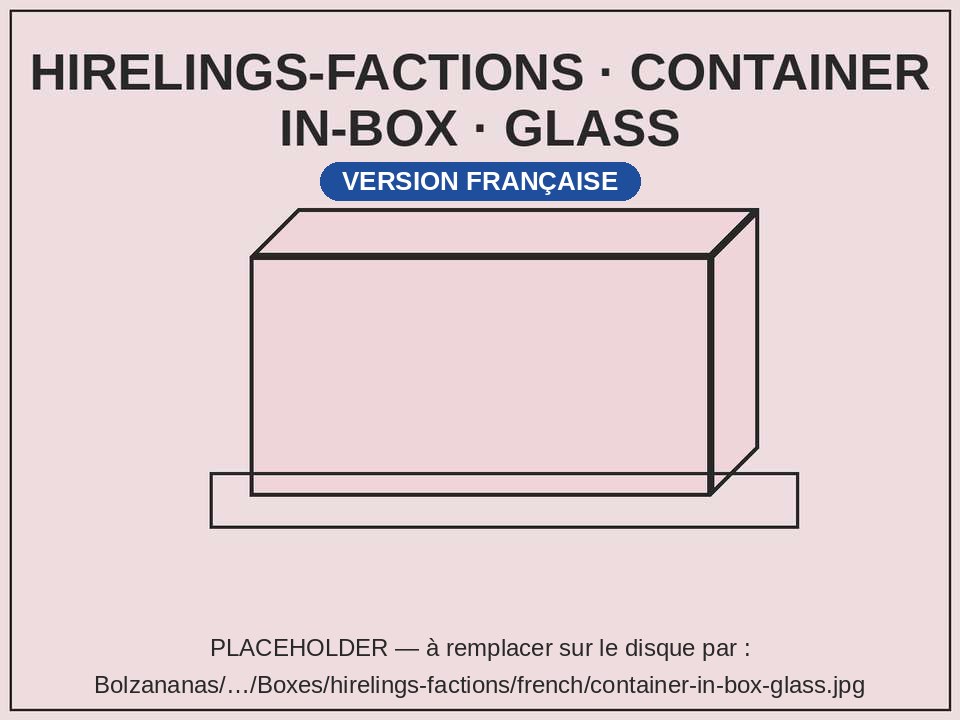 HIRELINGS-FACTIONS · CONTAINER
IN-BOX · GLASS
VERSION FRANÇAISE
PLACEHOLDER — à remplacer sur le disque par :
Bolzananas/…/Boxes/hirelings-factions/french/container-in-box-glass.jpg